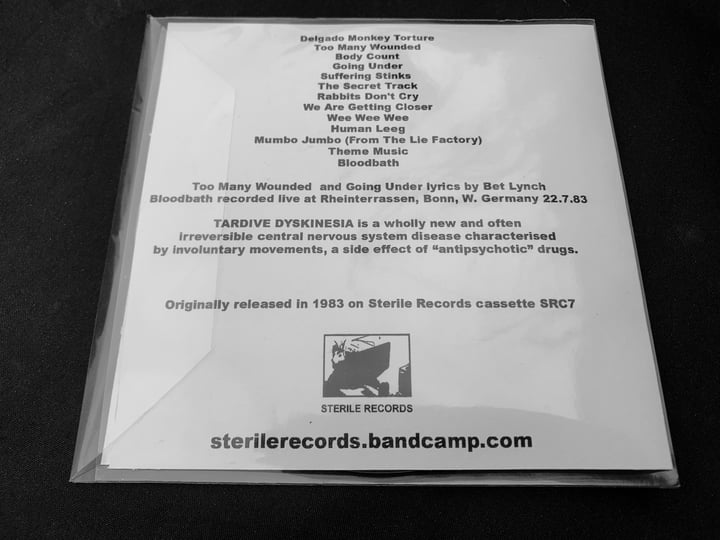 Delgado Monkey Torture
Too Many Wounded
Body Count
Going Under
Suffering Stinks
The Secret Track
Rabbits Don't Cry
We Are Getting Closer
Wee Wee Wee
Human Leeg
Mumbo Jumbo (From The Lie Factory)
Theme Music
Bloodbath
Too Many Wounded and Going Under lyrics by Bet Lynch
Bloodbath recorded live at Rheinterrassen, Bonn, W. Germany 22.7.83
TARDIVE DYSKINESIA is a wholly new and often
irreversible central nervous system disease characterised
by involuntary movements, a side effect of “antipsychotic” drugs.
Originally released in 1983 on Sterile Records cassette SRC7
STERILE RECORDS
sterilerecords.bandcamp.com